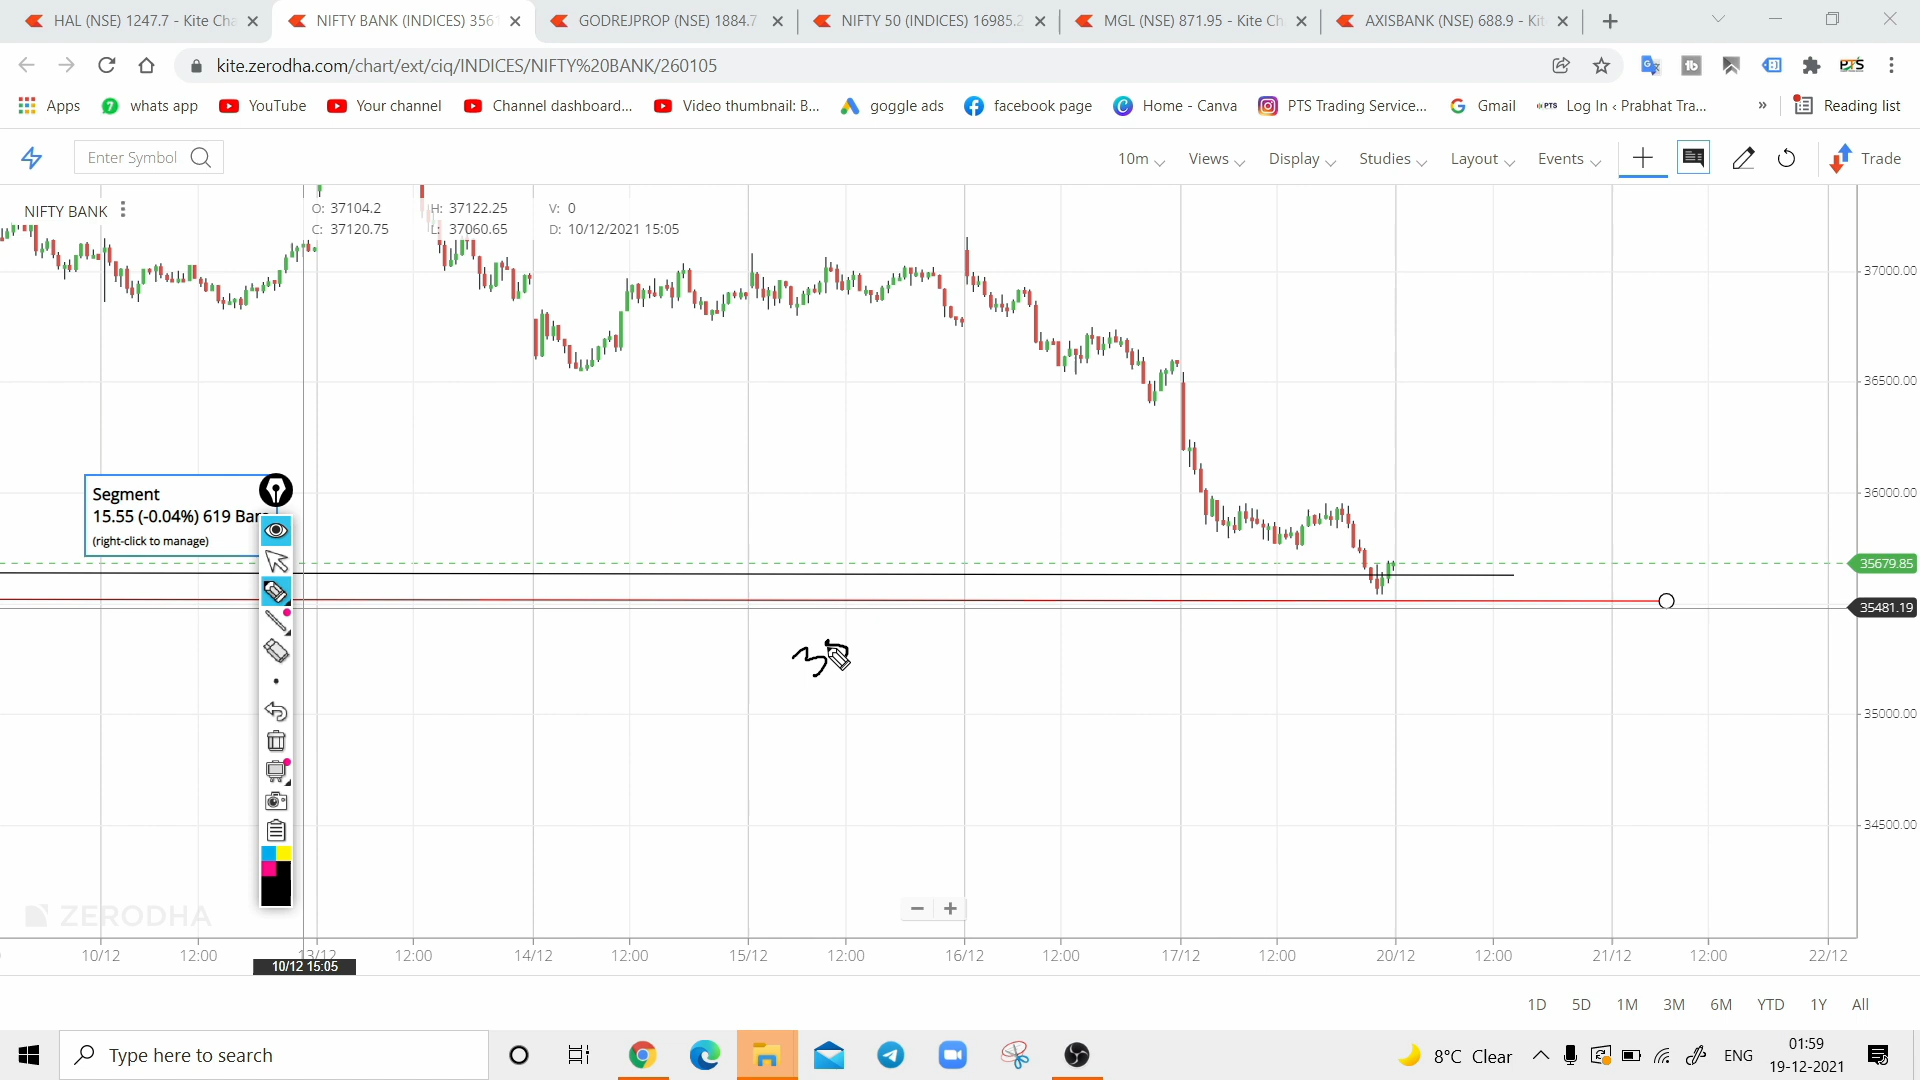 HAL (NSE) 1247.7 - Kite Cha NIFTY BANK (INDICES) 3561 GODREJPROP (NSE) 1884.7 NIFTY 50 (INDICES) 16985.2 MGL (NSE) 871.95 - Kite Ch AXISBANK (NSE) 688.9 - Kit
kite.zerodha.com/chart/ext/ciq/INDICES/NIFTY%20BANK/260105
PTS
Apps whats app YouTube Your channel Channel dashboard... Video thumbnail: B... goggle ads facebook page Home - Canva PTS Trading Service... Gmail Log In ‹ Prabhat Tra... » Reading list
Enter Symbol 10m Views Display Studies Layout Events Trade
NIFTY BANK
O: 37104.2 H: 37122.25 V: 0
C: 37120.75 L: 37060.65 D: 10/12/2021 15:05
37000.00
36500.00
36000.00
Segment
15.55 (-0.04%) 619 Bars
(right-click to manage)
35679.85
35481.19
35000.00
34500.00
ZERODHA
10/12 12:00 13/12 12:00 14/12 12:00 15/12 12:00 16/12 12:00 17/12 12:00 20/12 12:00 21/12 12:00 22/12
10/12 15:05
1D 5D 1M 3M 6M YTD 1Y All
Type here to search
8°C Clear ENG 01:59
19-12-2021